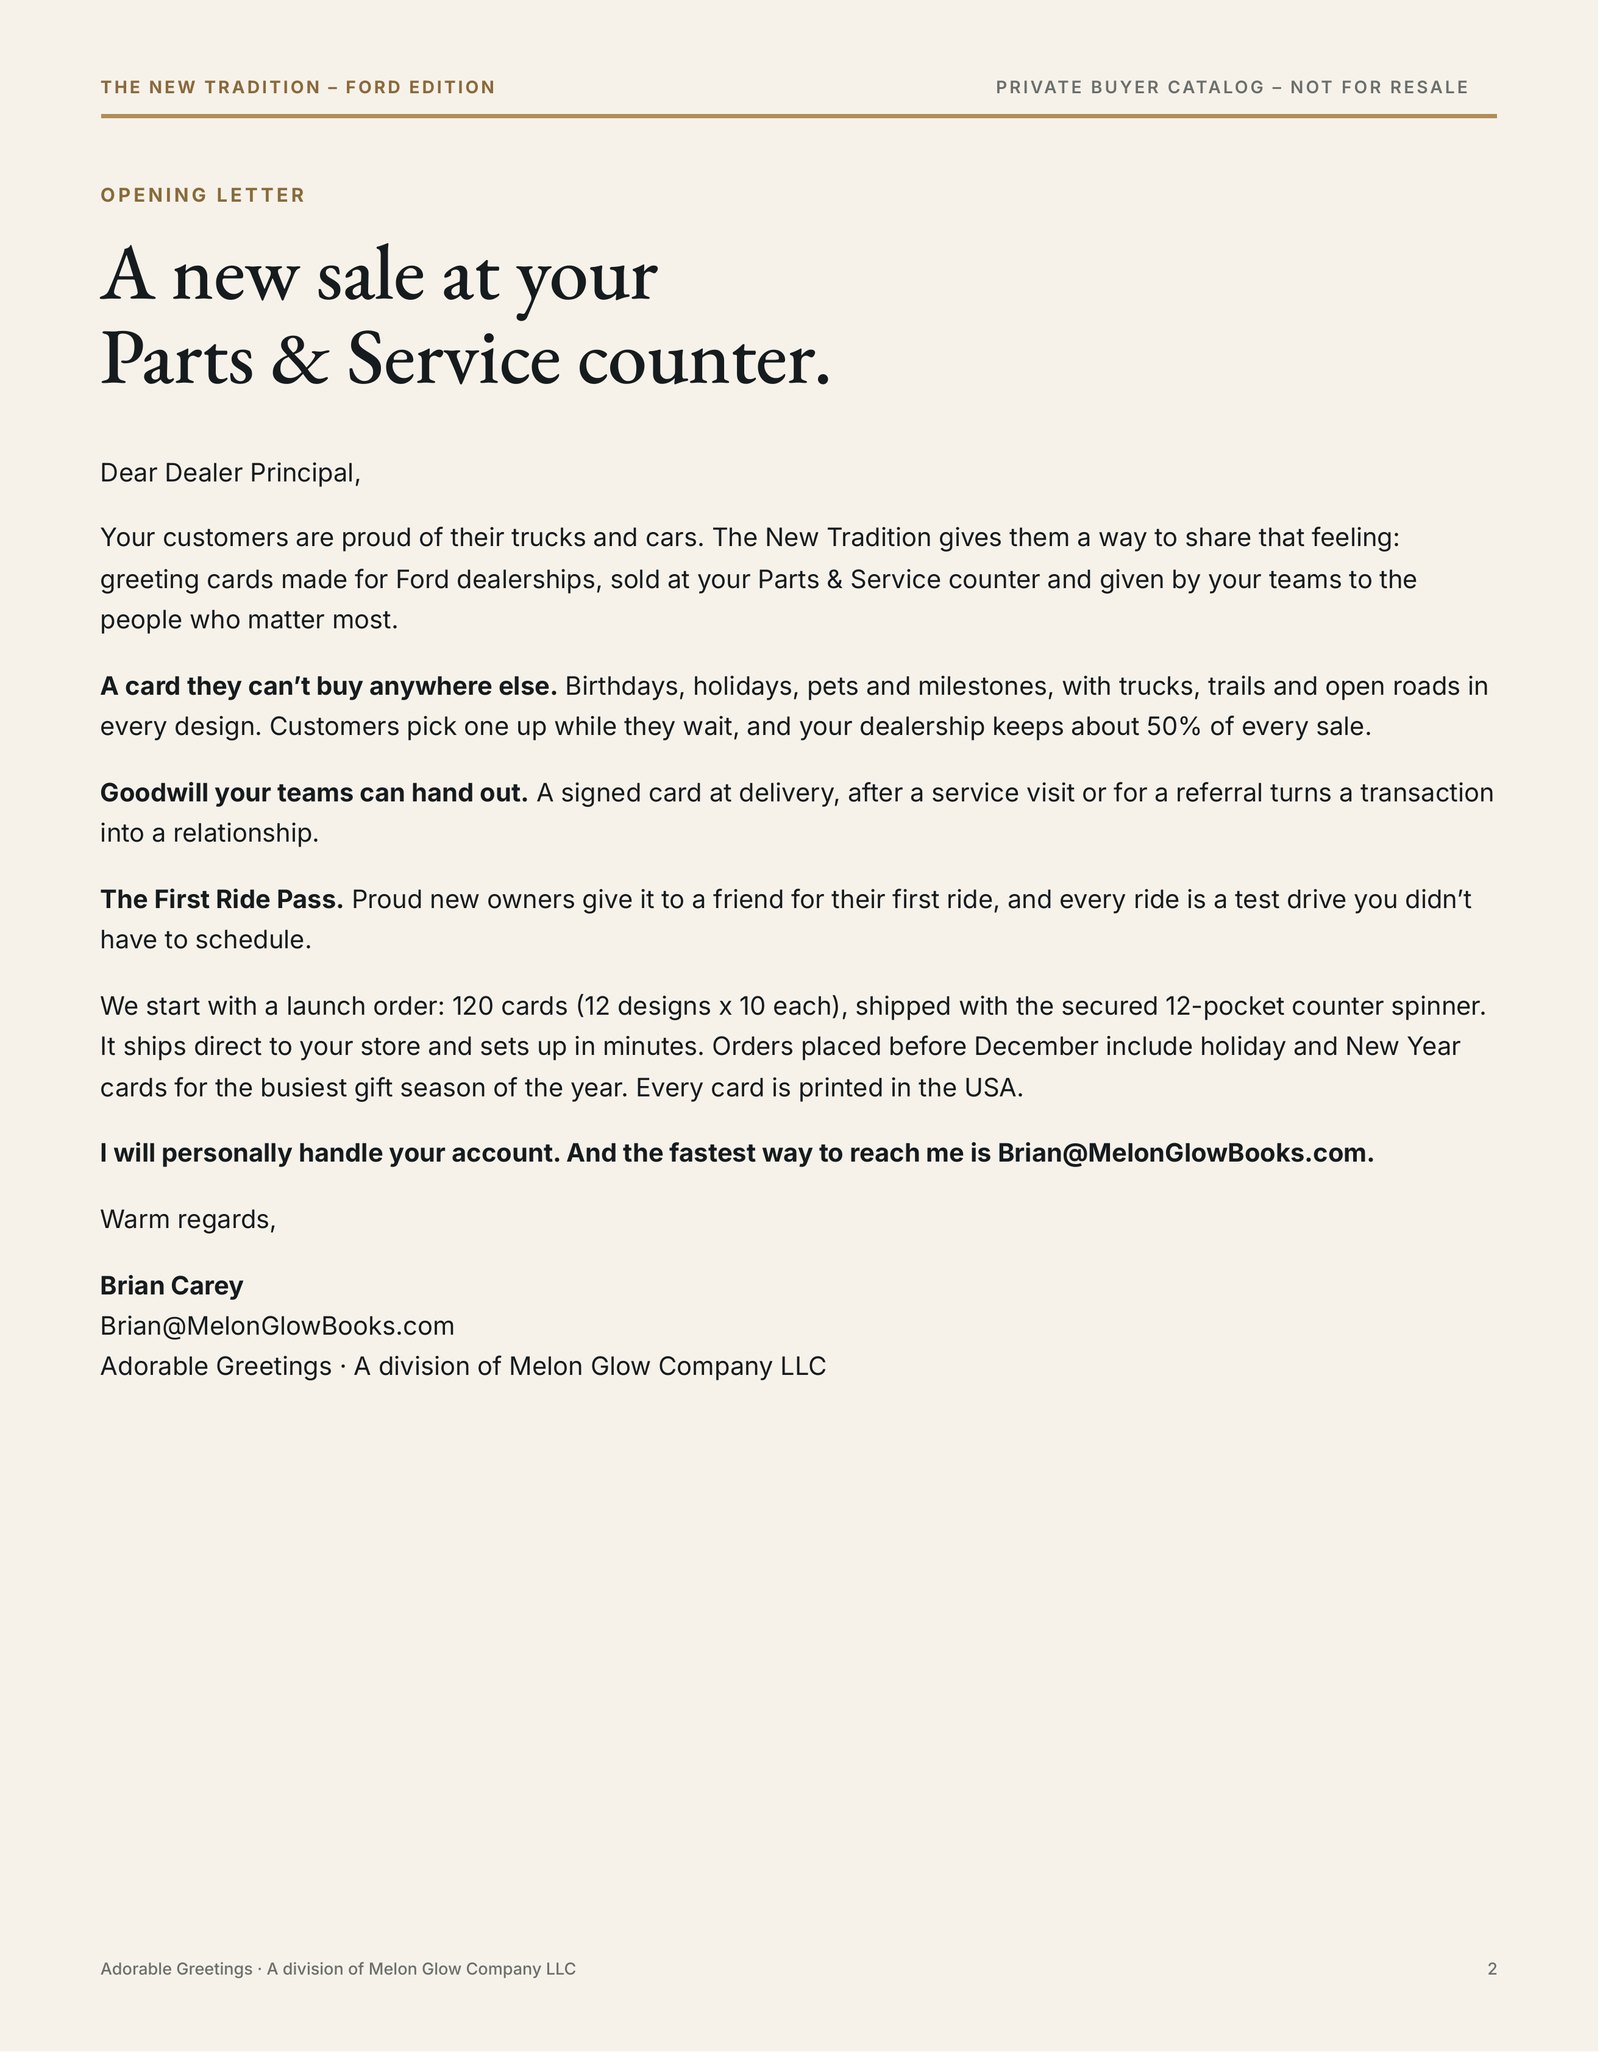 THE NEW TRADITION – FORD EDITION
PRIVATE BUYER CATALOG – NOT FOR RESALE
OPENING LETTER
A new sale at your
Parts & Service counter.
Dear Dealer Principal,
Your customers are proud of their trucks and cars. The New Tradition gives them a way to share that feeling:
greeting cards made for Ford dealerships, sold at your Parts & Service counter and given by your teams to the
people who matter most.
A card they can’t buy anywhere else. Birthdays, holidays, pets and milestones, with trucks, trails and open roads in
every design. Customers pick one up while they wait, and your dealership keeps about 50% of every sale.
Goodwill your teams can hand out. A signed card at delivery, after a service visit or for a referral turns a transaction
into a relationship.
The First Ride Pass. Proud new owners give it to a friend for their first ride, and every ride is a test drive you didn’t
have to schedule.
We start with a launch order: 120 cards (12 designs x 10 each), shipped with the secured 12-pocket counter spinner.
It ships direct to your store and sets up in minutes. Orders placed before December include holiday and New Year
cards for the busiest gift season of the year. Every card is printed in the USA.
I will personally handle your account. And the fastest way to reach me is Brian@MelonGlowBooks.com.
Warm regards,
Brian Carey
Brian@MelonGlowBooks.com
Adorable Greetings · A division of Melon Glow Company LLC
Adorable Greetings · A division of Melon Glow Company LLC
2